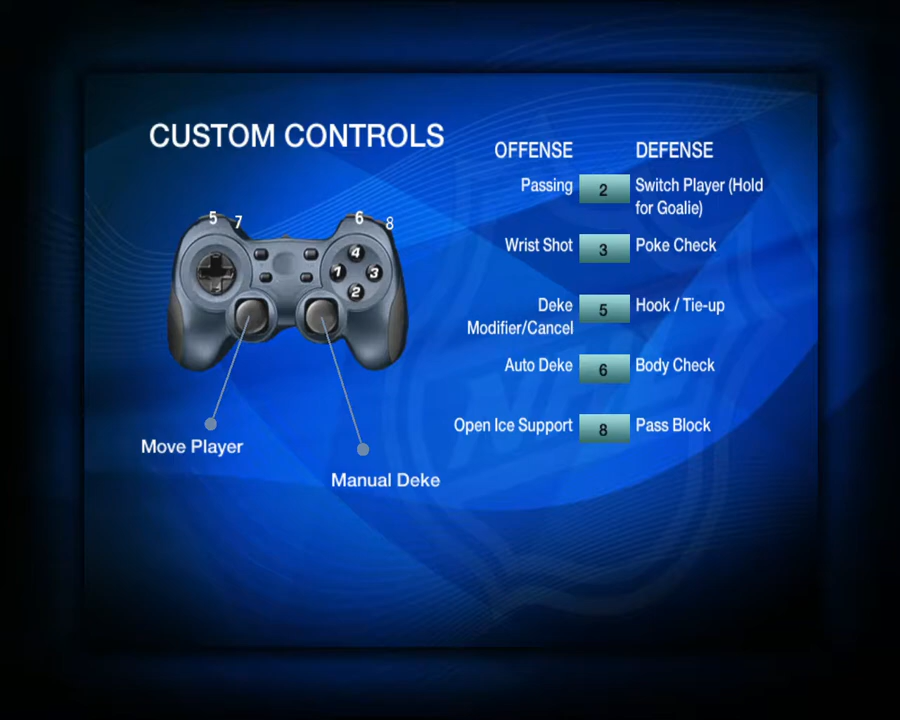 CUSTOM CONTROLS
OFFENSE DEFENSE
Passing 2 Switch Player (Hold
for Goalie)
Wrist Shot 3 Poke Check
Deke 5 Hook / Tie-up
Modifier/Cancel
Auto Deke 6 Body Check
Open Ice Support 8 Pass Block
5 7 6 8
4
1 3
2
Move Player
Manual Deke
NHL